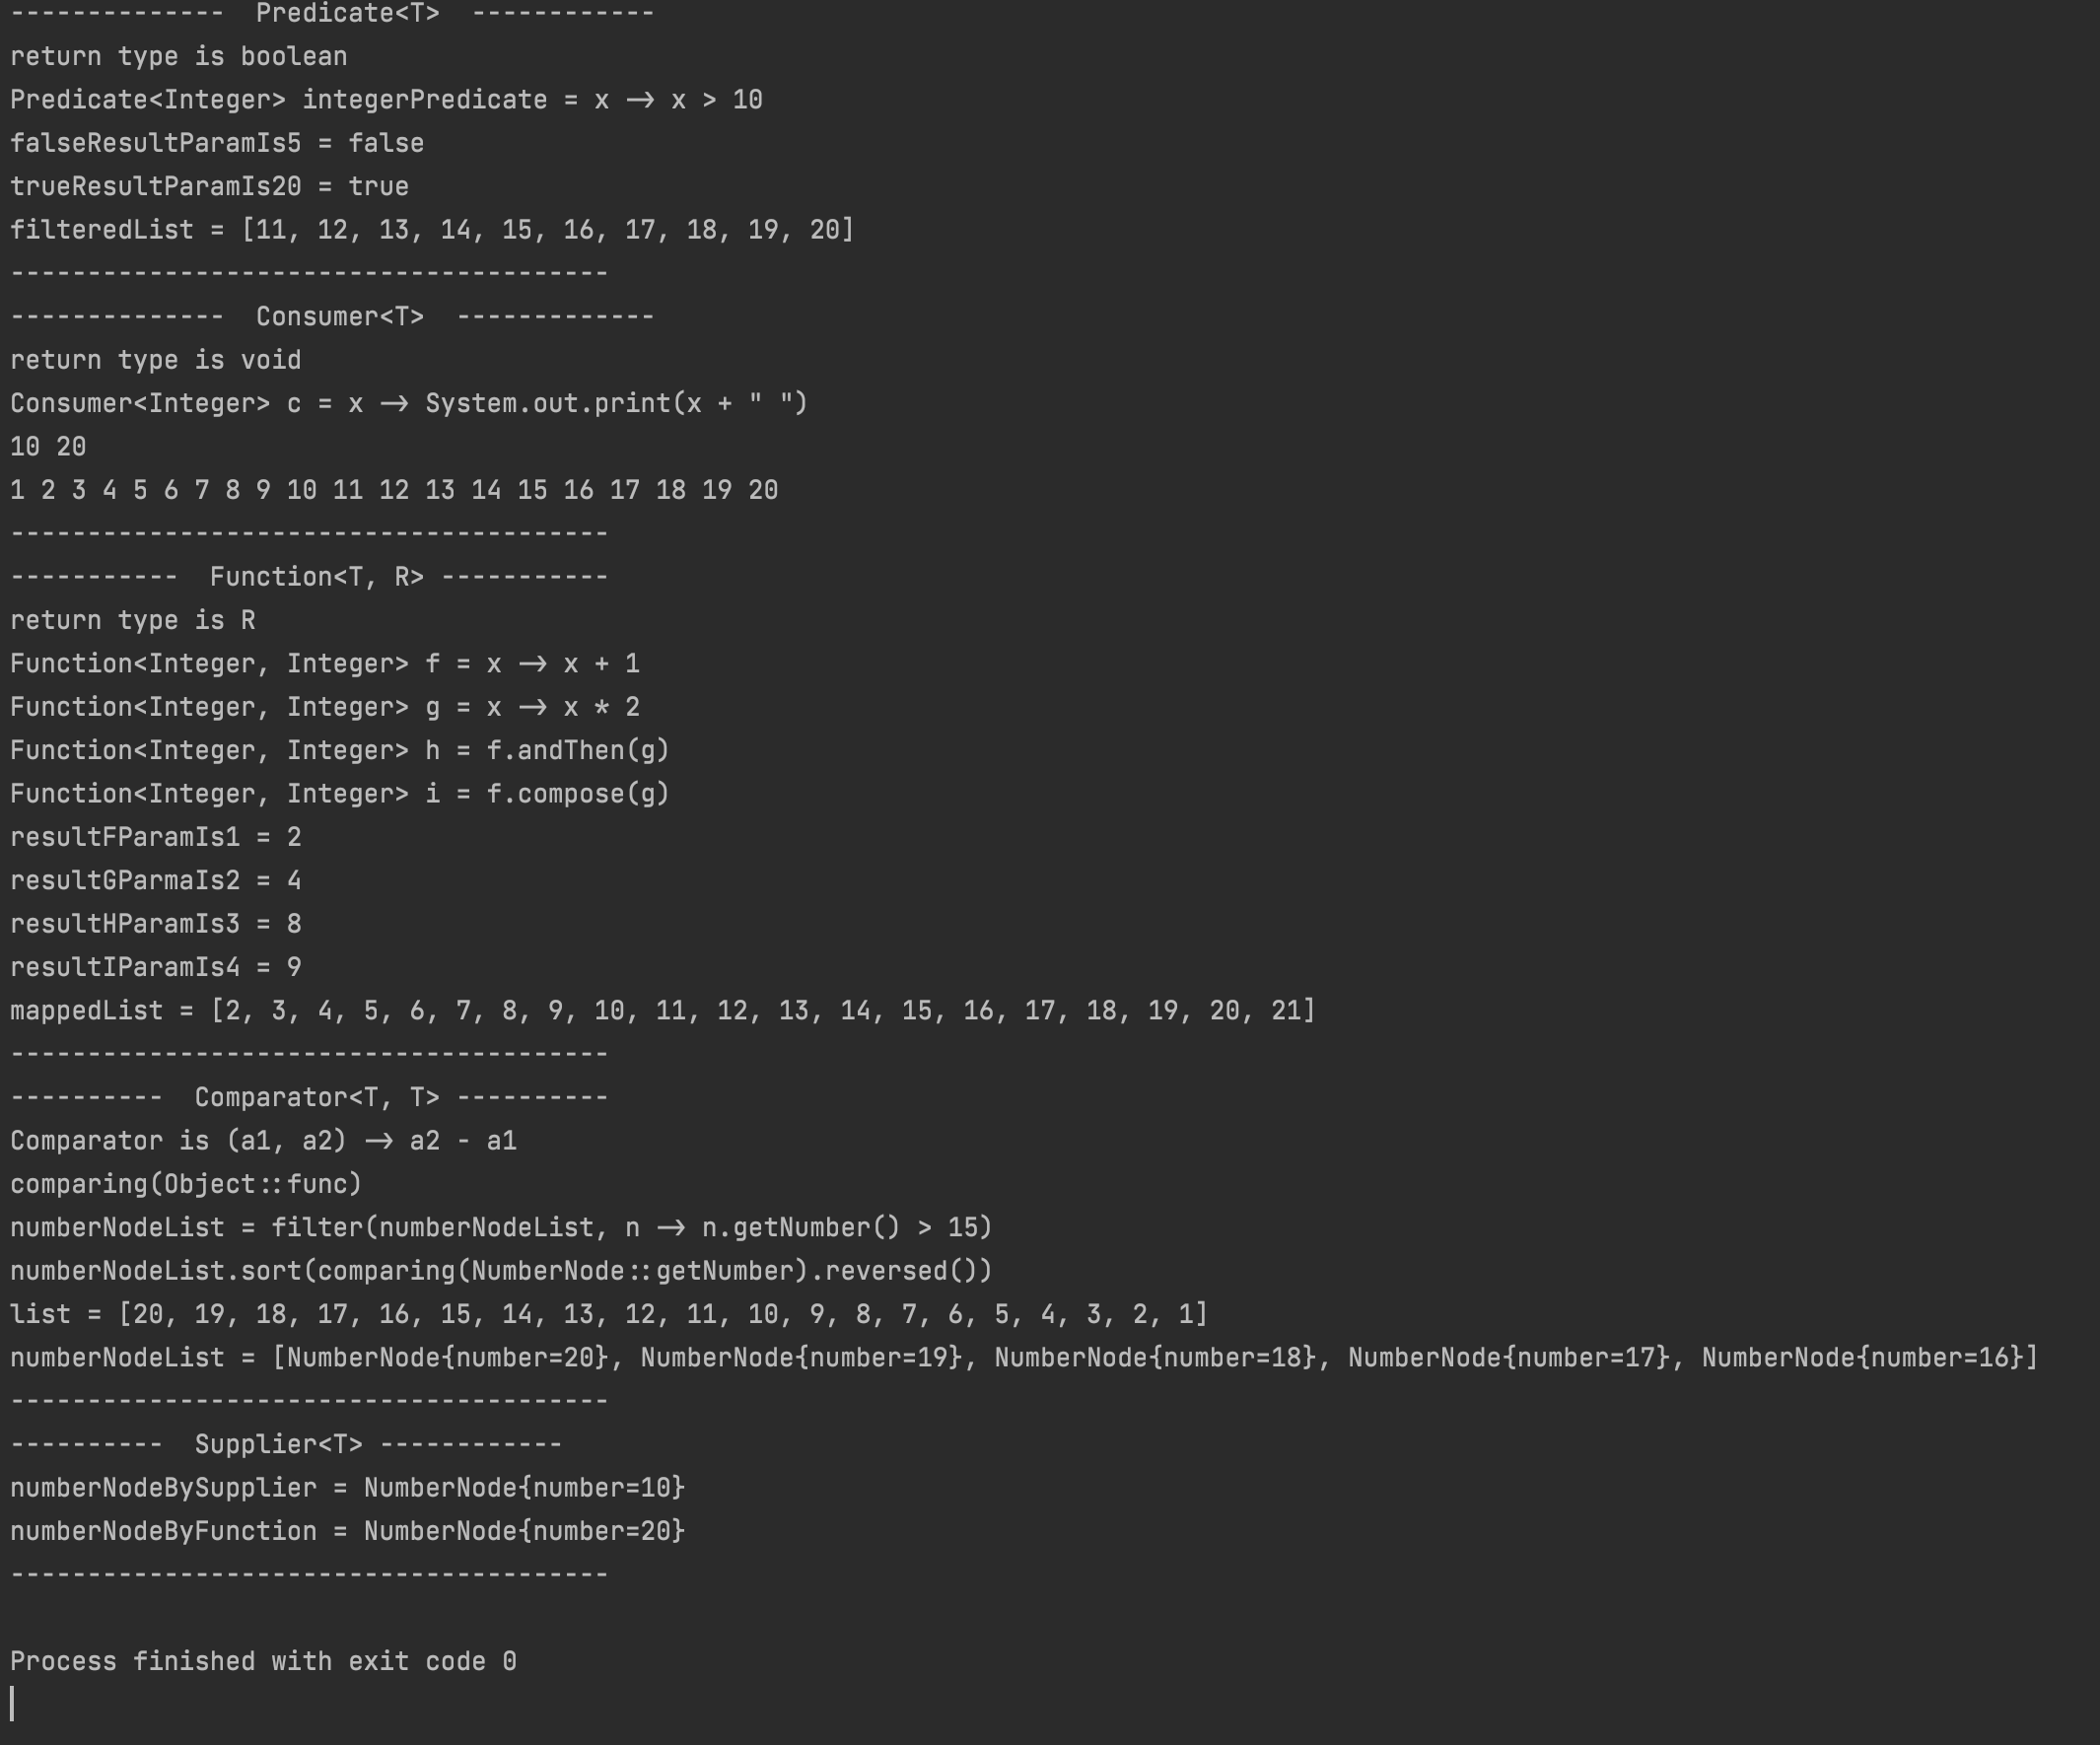 --------------  Predicate<T>  ------------
return type is boolean
Predicate<Integer> integerPredicate = x -> x > 10
falseResultParamIs5 = false
trueResultParamIs20 = true
filteredList = [11, 12, 13, 14, 15, 16, 17, 18, 19, 20]
---------------------------------------
--------------  Consumer<T>  -------------
return type is void
Consumer<Integer> c = x -> System.out.print(x + " ")
10 20
1 2 3 4 5 6 7 8 9 10 11 12 13 14 15 16 17 18 19 20
---------------------------------------
-----------  Function<T, R> -----------
return type is R
Function<Integer, Integer> f = x -> x + 1
Function<Integer, Integer> g = x -> x * 2
Function<Integer, Integer> h = f.andThen(g)
Function<Integer, Integer> i = f.compose(g)
resultFParamIs1 = 2
resultGParmaIs2 = 4
resultHParamIs3 = 8
resultIParamIs4 = 9
mappedList = [2, 3, 4, 5, 6, 7, 8, 9, 10, 11, 12, 13, 14, 15, 16, 17, 18, 19, 20, 21]
---------------------------------------
----------  Comparator<T, T> ----------
Comparator is (a1, a2) -> a2 - a1
comparing(Object::func)
numberNodeList = filter(numberNodeList, n -> n.getNumber() > 15)
numberNodeList.sort(comparing(NumberNode::getNumber).reversed())
list = [20, 19, 18, 17, 16, 15, 14, 13, 12, 11, 10, 9, 8, 7, 6, 5, 4, 3, 2, 1]
numberNodeList = [NumberNode{number=20}, NumberNode{number=19}, NumberNode{number=18}, NumberNode{number=17}, NumberNode{number=16}]
---------------------------------------
----------  Supplier<T> ------------
numberNodeBySupplier = NumberNode{number=10}
numberNodeByFunction = NumberNode{number=20}
---------------------------------------
Process finished with exit code 0